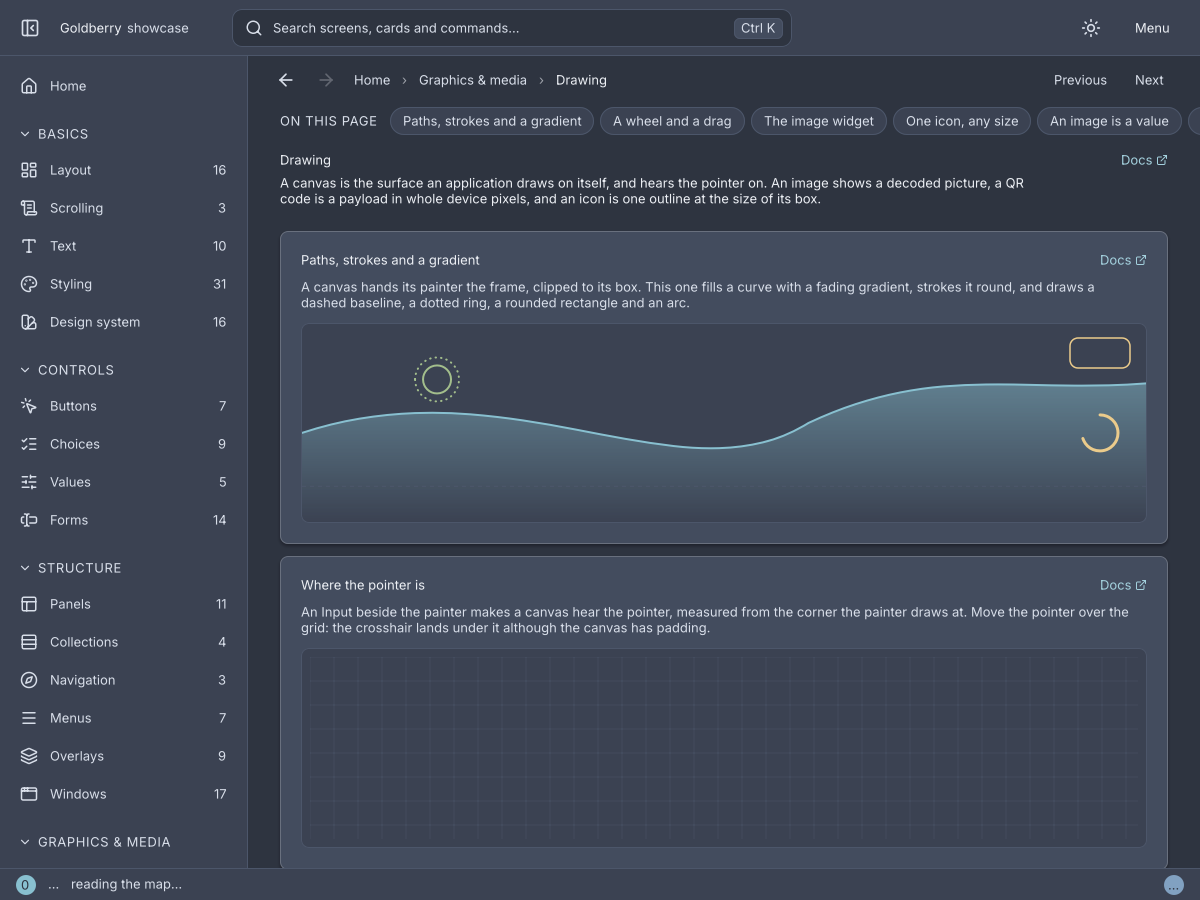 Goldberry showcase
Search screens, cards and commands...
Ctrl K
Menu
Home
BASICS
Layout 16
Scrolling 3
Text 10
Styling 31
Design system 16
CONTROLS
Buttons 7
Choices 9
Values 5
Forms 14
STRUCTURE
Panels 11
Collections 4
Navigation 3
Menus 7
Overlays 9
Windows 17
GRAPHICS & MEDIA
Home › Graphics & media › Drawing
Previous Next
ON THIS PAGE
Paths, strokes and a gradient
A wheel and a drag
The image widget
One icon, any size
An image is a value
Drawing
Docs
A canvas is the surface an application draws on itself, and hears the pointer on. An image shows a decoded picture, a QR
code is a payload in whole device pixels, and an icon is one outline at the size of its box.
Paths, strokes and a gradient
Docs
A canvas hands its painter the frame, clipped to its box. This one fills a curve with a fading gradient, strokes it round, and draws a
dashed baseline, a dotted ring, a rounded rectangle and an arc.
Where the pointer is
Docs
An Input beside the painter makes a canvas hear the pointer, measured from the corner the painter draws at. Move the pointer over the
grid: the crosshair lands under it although the canvas has padding.
0 ... reading the map...
...